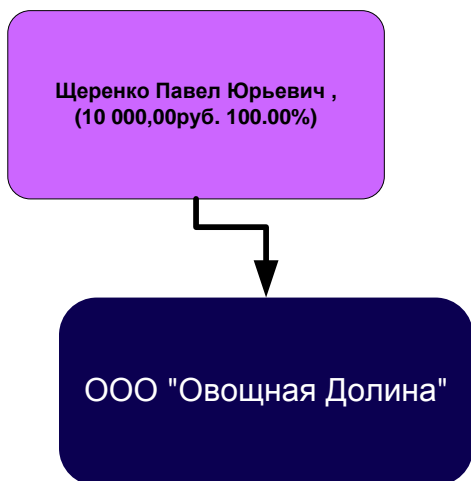 Щеренко Павел Юрьевич ,
(10 000,00руб. 100.00%)
ООО "Овощная Долина"